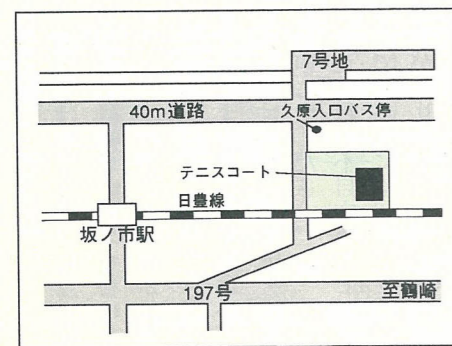 7号地
40m道路
久原入口バス停
テニスコート
日豊線
坂ノ市駅
197号
至鶴崎